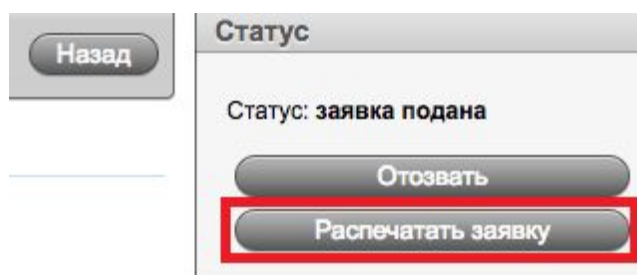 Назад
Статус
Статус: заявка подана
Отозвать
Распечатать заявку